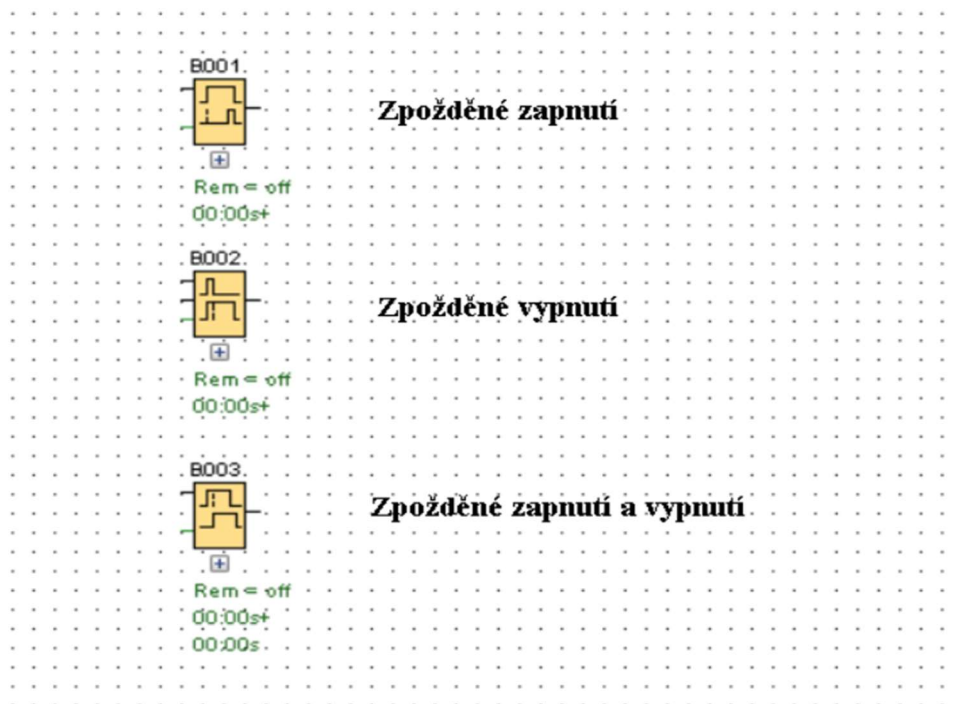 B001
Zpožděné zapnutí
Rem = off
00:00s+
B002
Zpožděné vypnutí
Rem = off
00:00s+
B003
Zpožděné zapnutí a vypnutí
Rem = off
00:00s+
00:00s